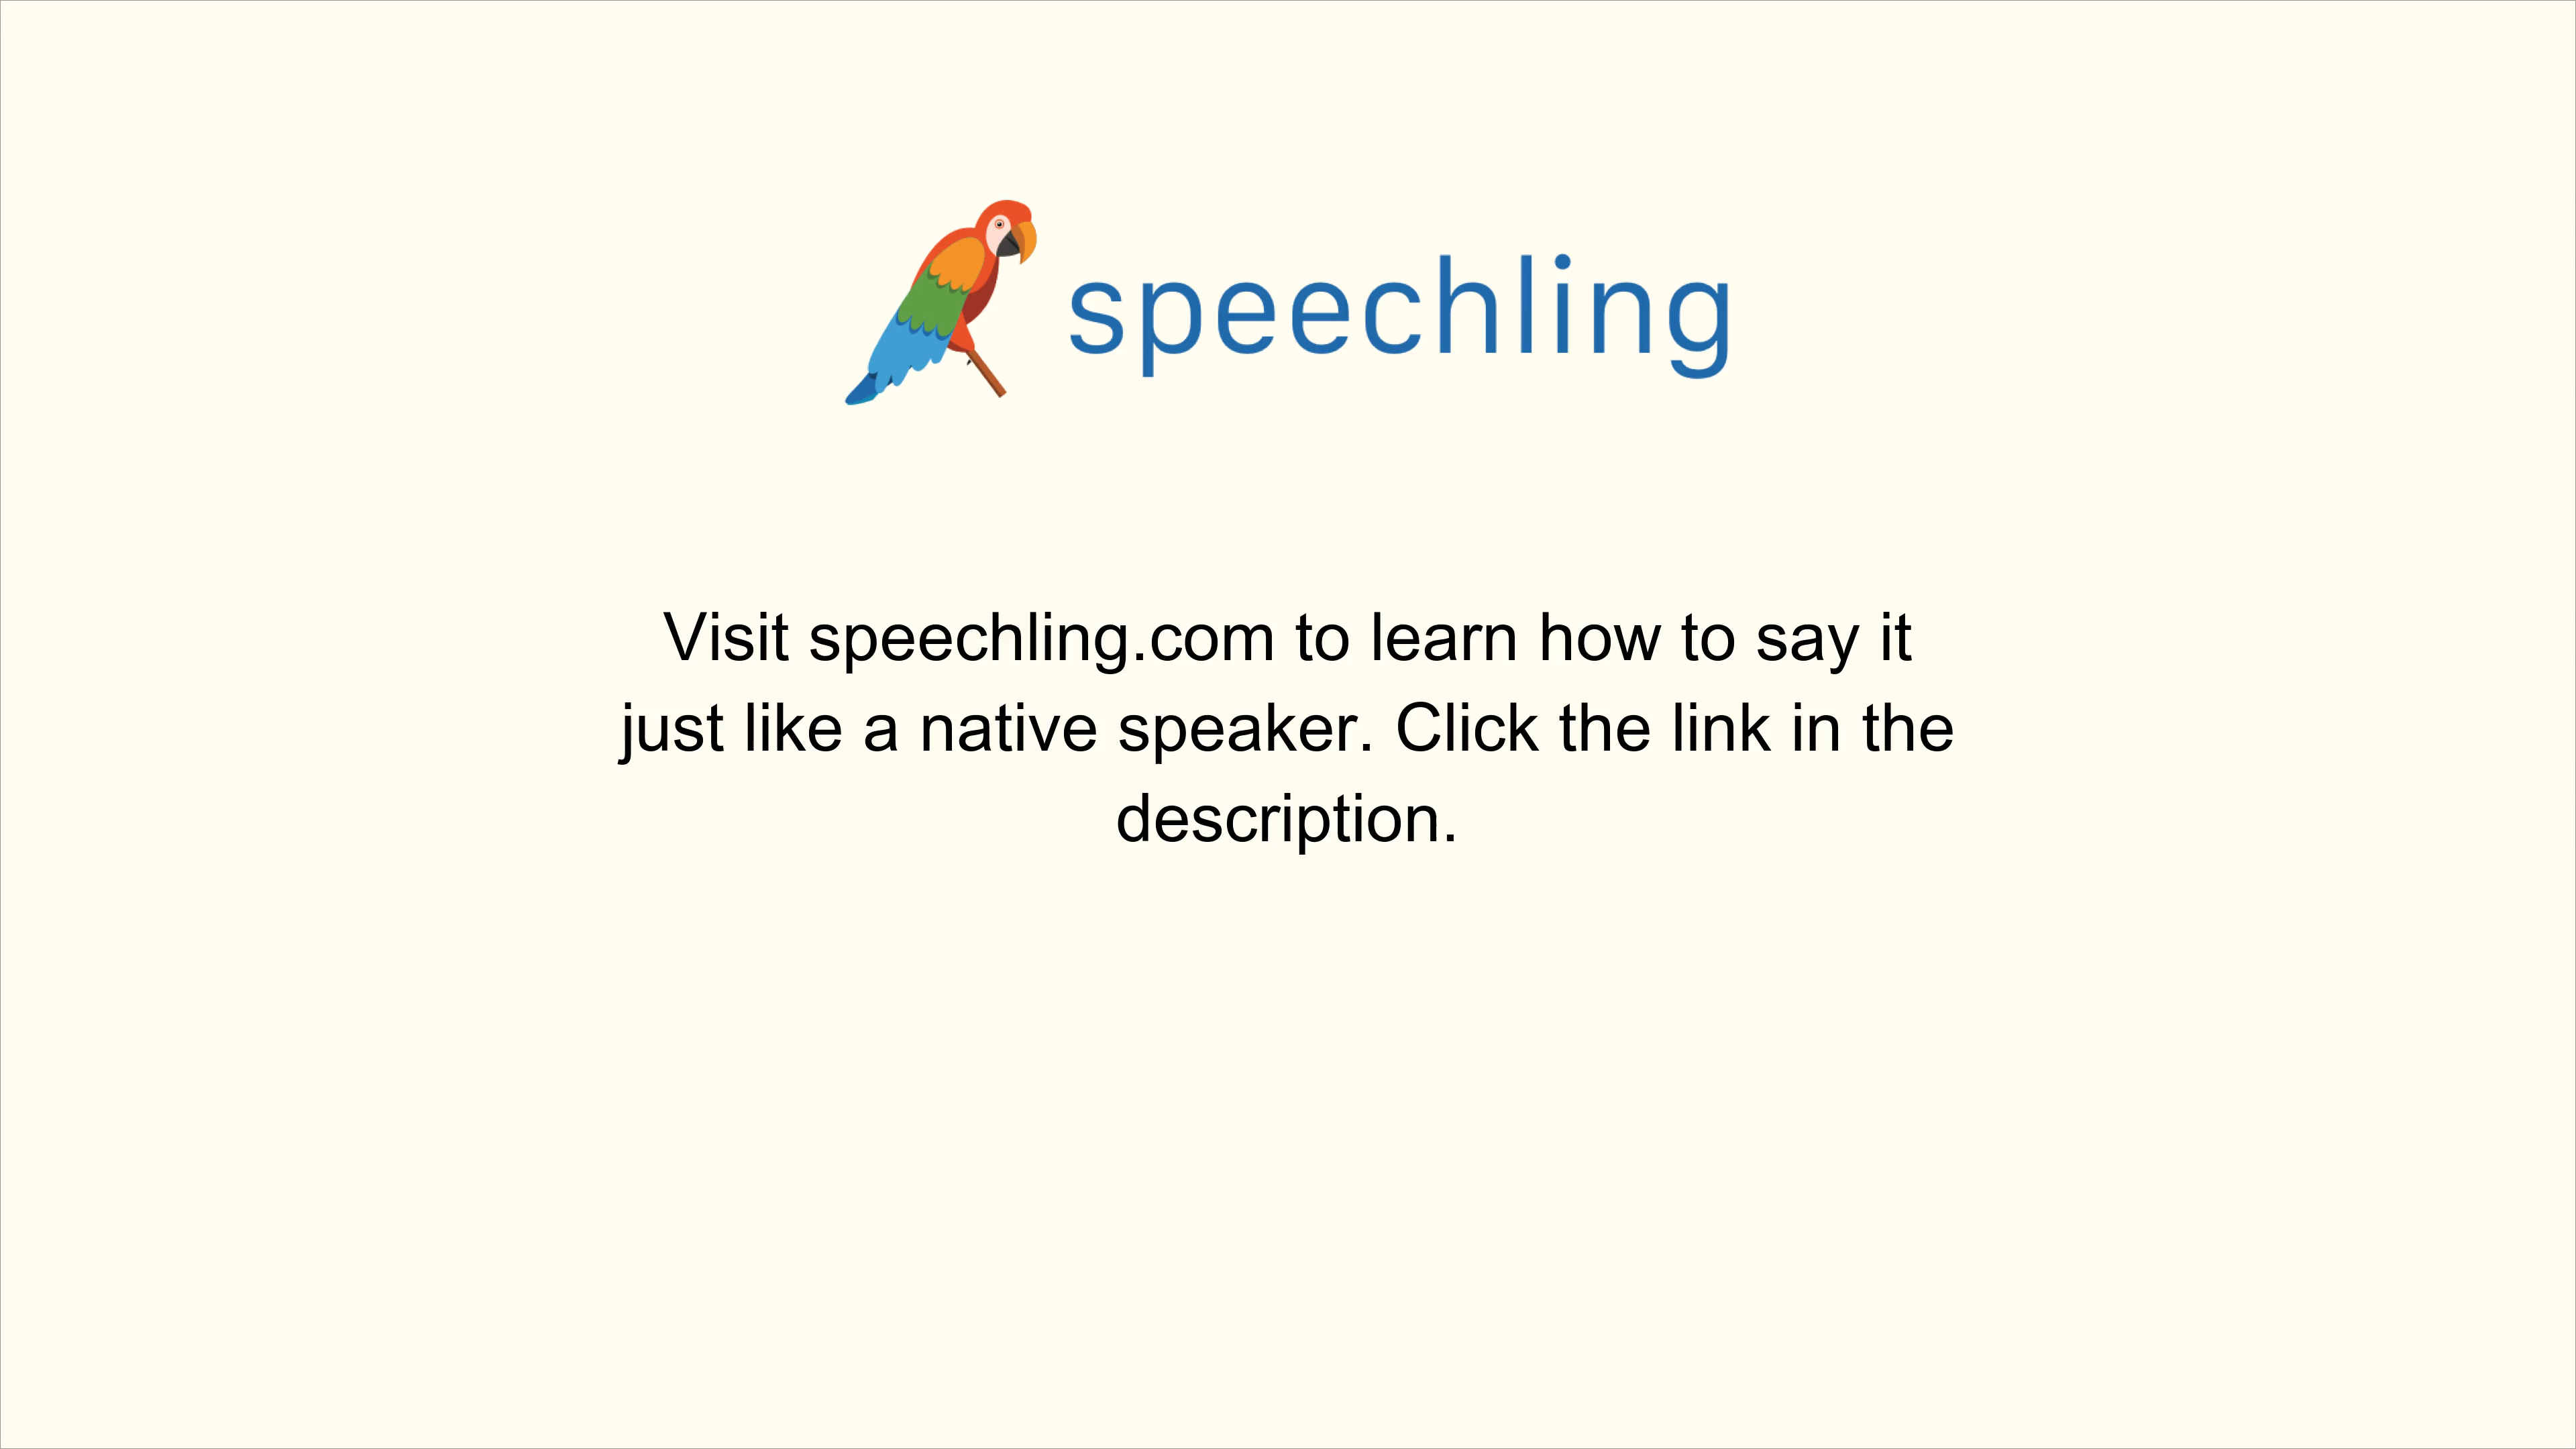 speechling
Visit speechling.com to learn how to say it
just like a native speaker. Click the link in the
description.